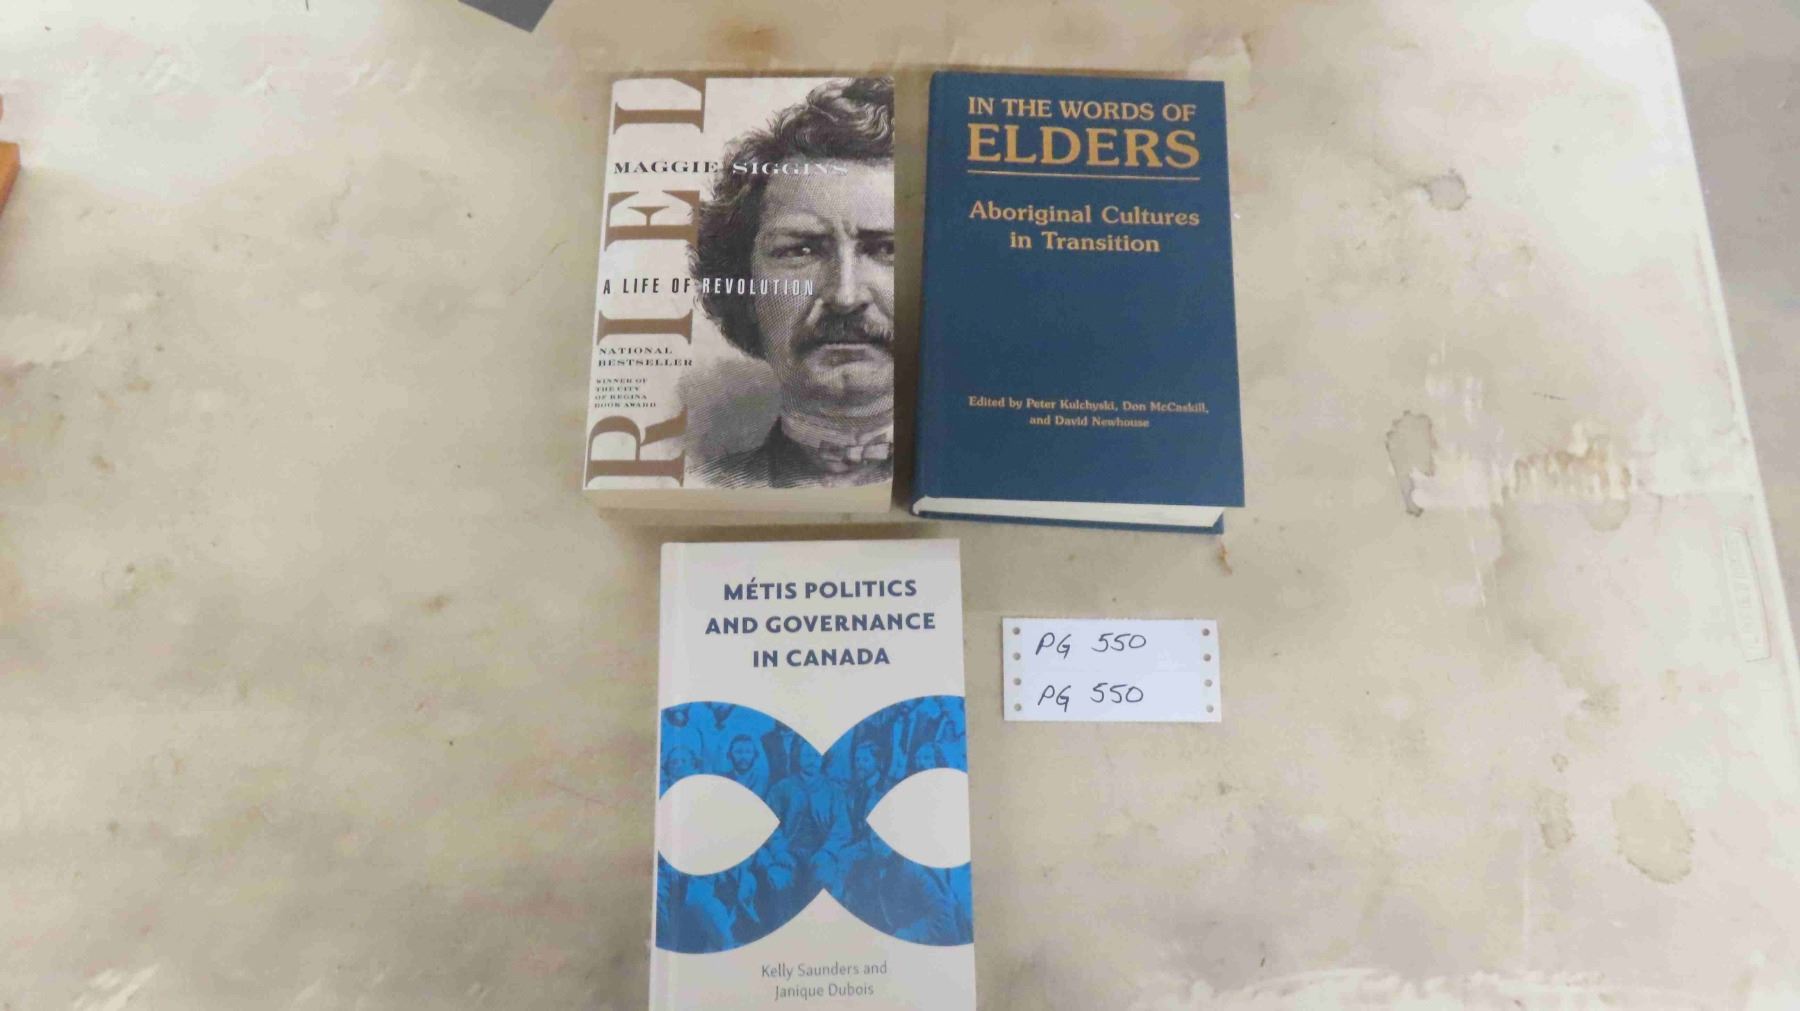 RIEL
MAGGIE SIGGINS
A LIFE OF REVOLUTION
NATIONAL
BESTSELLER
WINNER OF
THE CITY
OF REGINA
BOOK AWARD
IN THE WORDS OF
ELDERS
Aboriginal Cultures
in Transition
Edited by Peter Kulchyski, Don McCaskill,
and David Newhouse
MÉTIS POLITICS
AND GOVERNANCE
IN CANADA
Kelly Saunders and
Janique Dubois
PG 550
PG 550